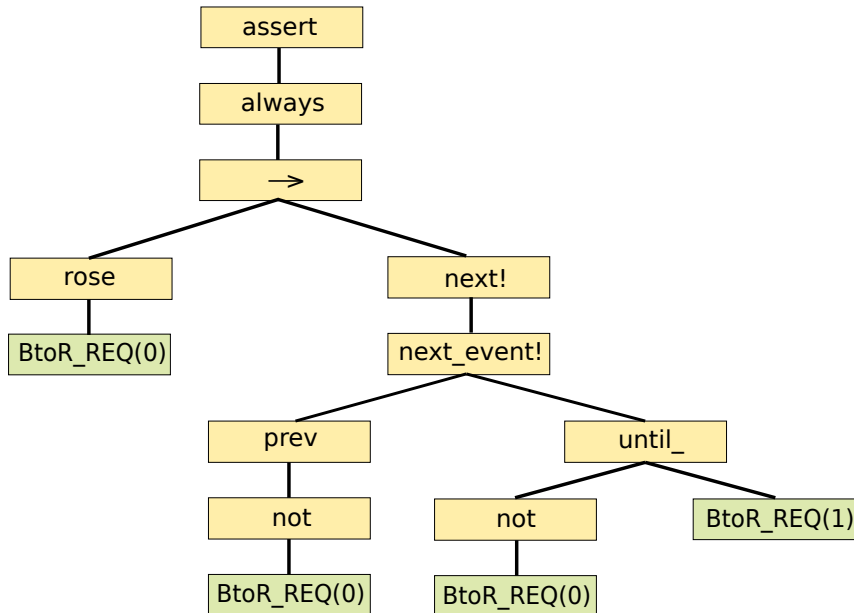 assert
always
→
rose
next!
BtoR_REQ(0)
next_event!
prev
until_
not
not
BtoR_REQ(1)
BtoR_REQ(0)
BtoR_REQ(0)